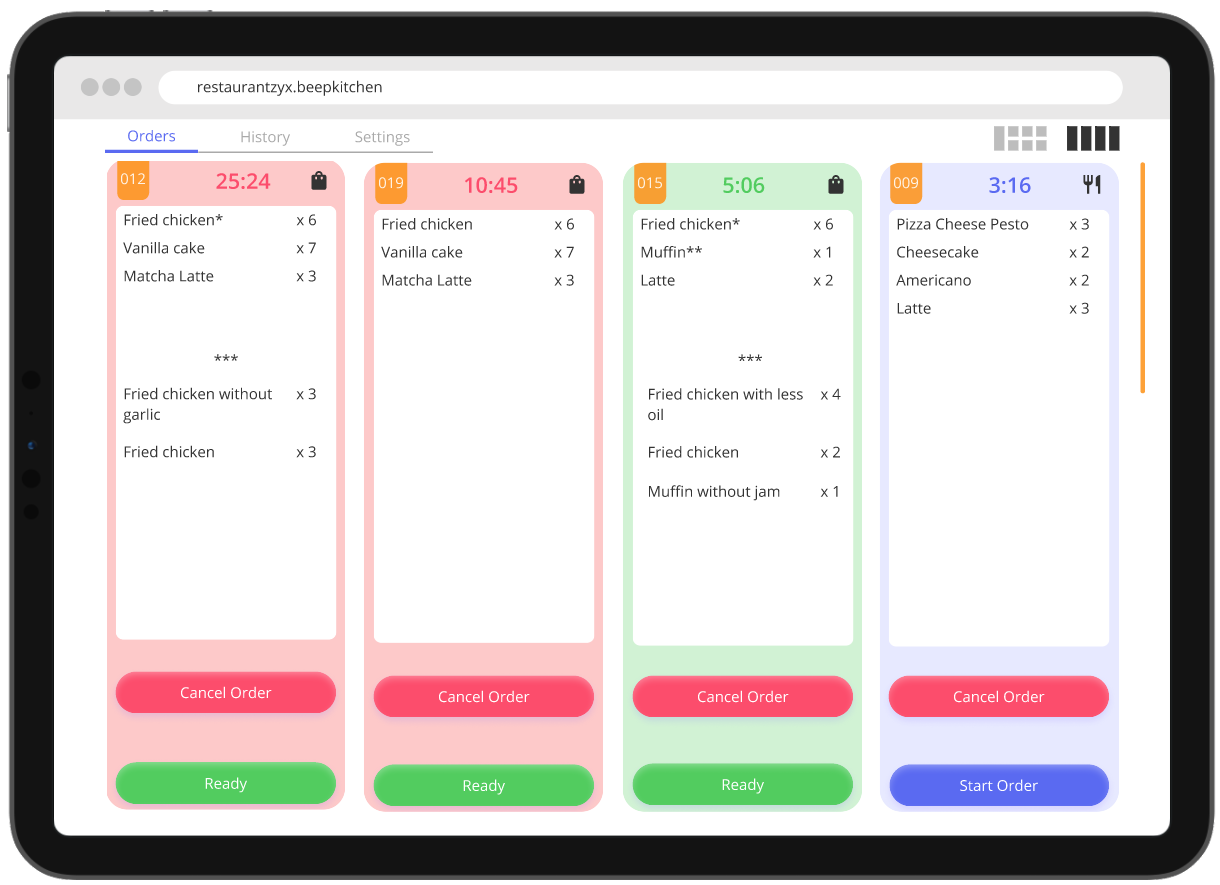 restaurantzyx.beepkitchen
Orders History Settings
012 25:24
Fried chicken* x 6
Vanilla cake x 7
Matcha Latte x 3
***
Fried chicken without x 3
garlic
Fried chicken x 3
Cancel Order
Ready
019 10:45
Fried chicken x 6
Vanilla cake x 7
Matcha Latte x 3
Cancel Order
Ready
015 5:06
Fried chicken* x 6
Muffin** x 1
Latte x 2
***
Fried chicken with less x 4
oil
Fried chicken x 2
Muffin without jam x 1
Cancel Order
Ready
009 3:16
Pizza Cheese Pesto x 3
Cheesecake x 2
Americano x 2
Latte x 3
Cancel Order
Start Order